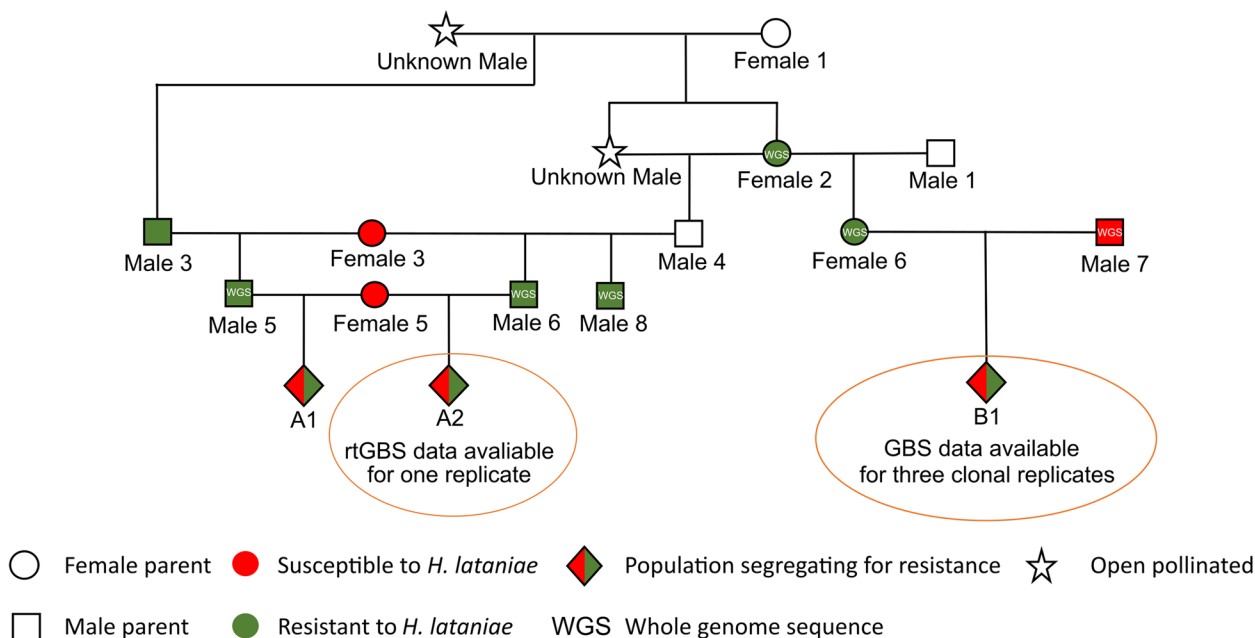 Unknown Male
Female 1
WGS
Unknown Male
Female 2
Male 1
WGS
WGS
Male 3
Female 3
Male 4
Female 6
Male 7
WGS
WGS
WGS
Male 5
Female 5
Male 6
Male 8
A1
A2
B1
rtGBS data avaliable
for one replicate
GBS data available
for three clonal replicates
Female parent
Susceptible to H. lataniae
Population segregating for resistance
Open pollinated
Male parent
Resistant to H. lataniae
WGS Whole genome sequence